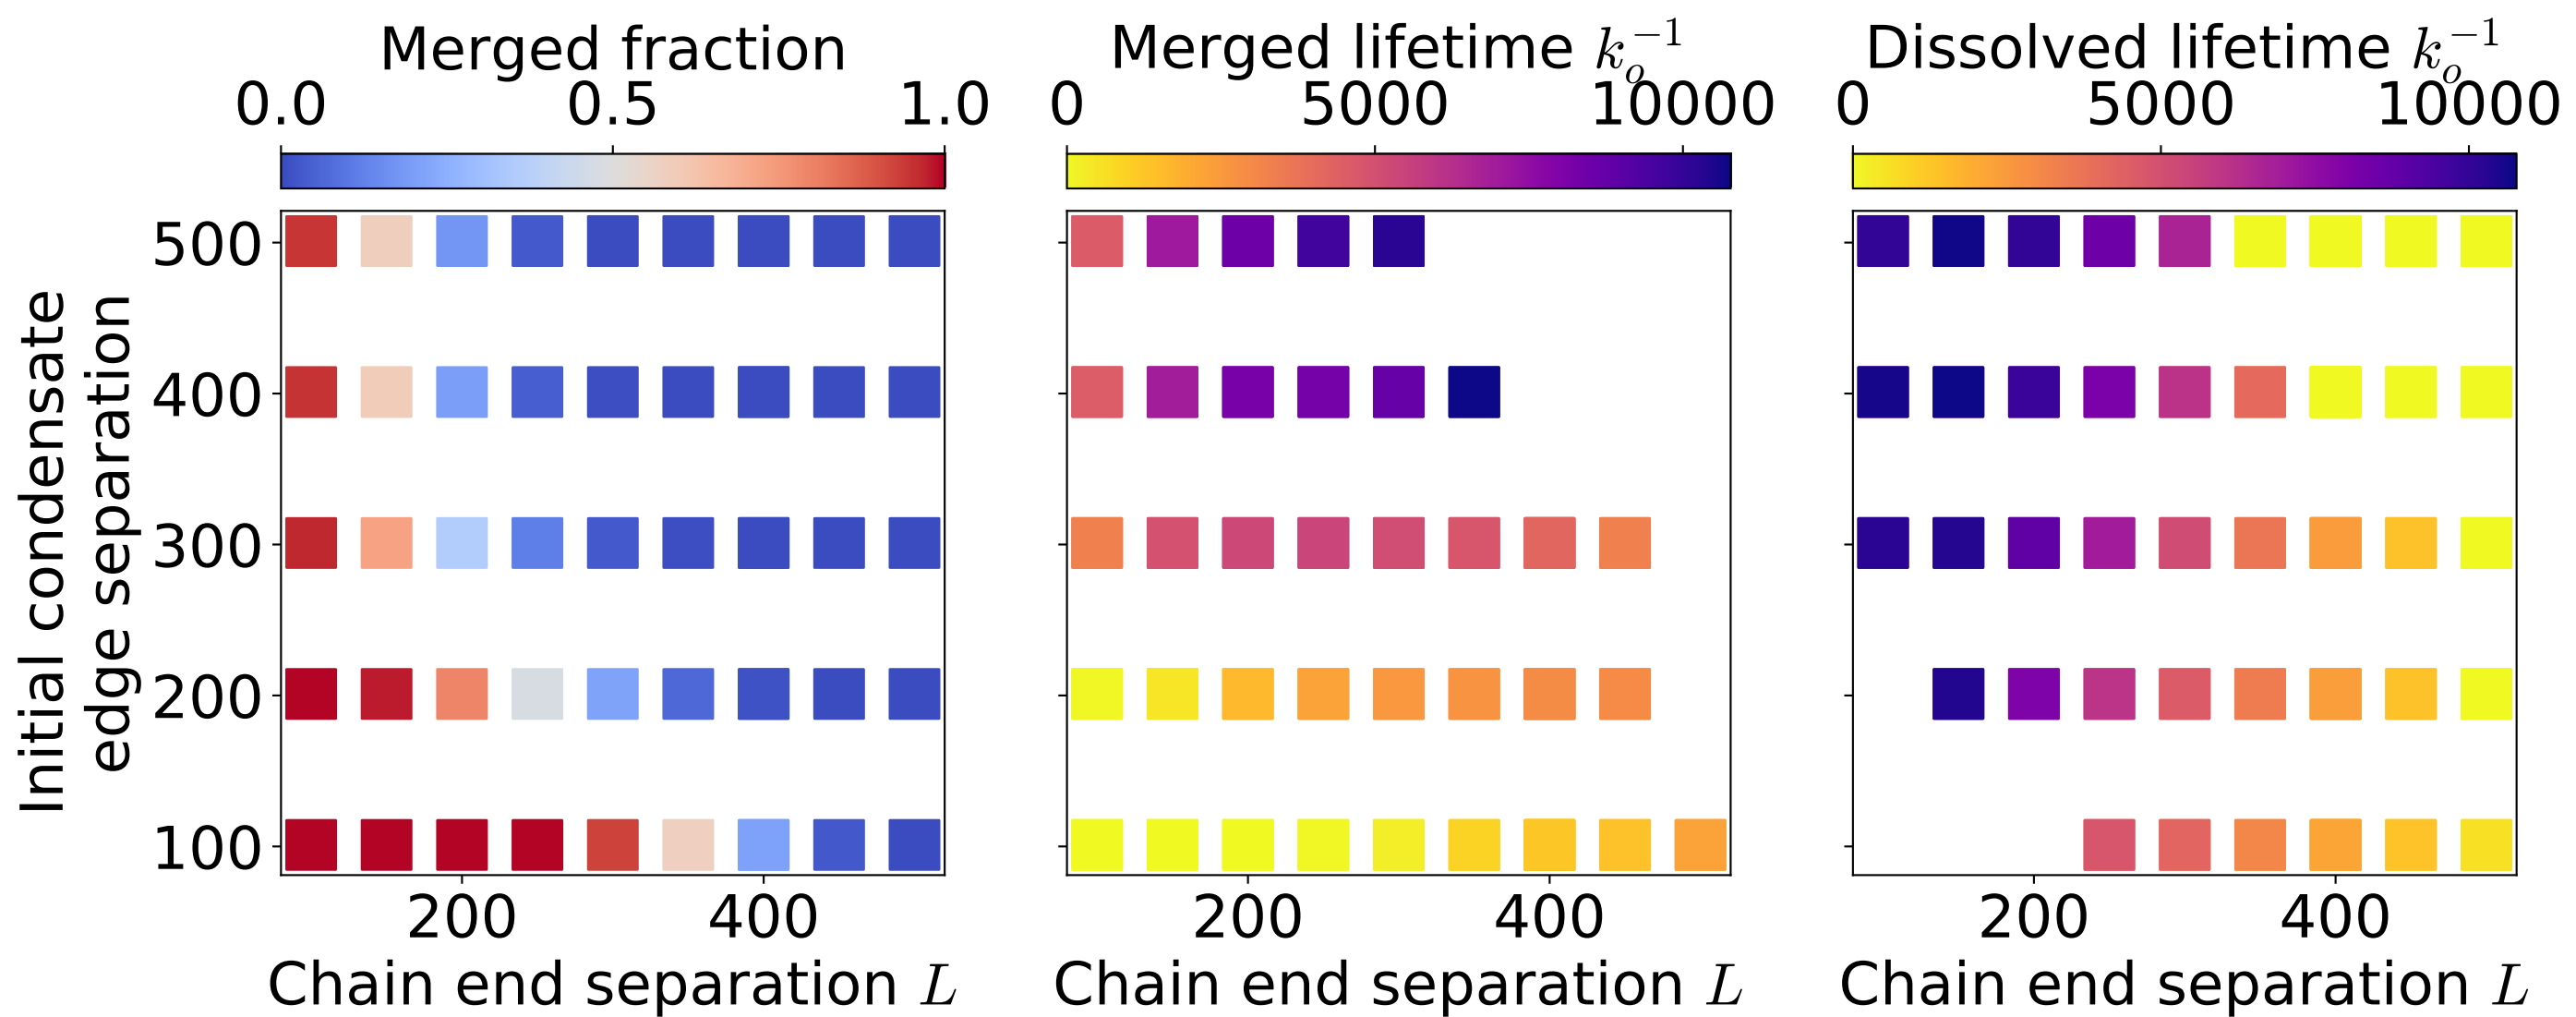 Merged fraction
0.0 0.5 1.0
Merged lifetime k_o^{-1}
0 5000 10000
Dissolved lifetime k_o^{-1}
0 5000 10000
Initial condensate
edge separation
500
400
300
200
100
200 400
Chain end separation L
200 400
Chain end separation L
200 400
Chain end separation L